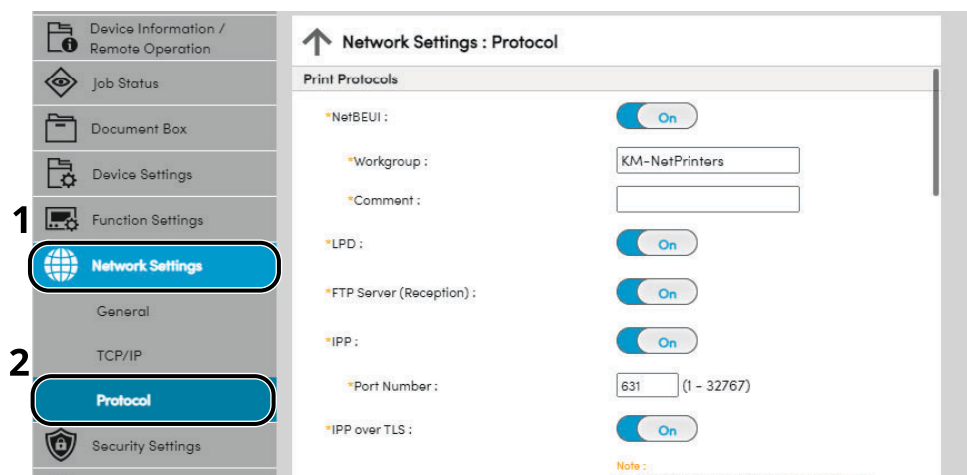 Device Information /
Remote Operation
Job Status
Document Box
Device Settings
1
Function Settings
Network Settings
General
2
TCP/IP
Protocol
Security Settings
Network Settings : Protocol
Print Protocols
*NetBEUI :
On
*Workgroup :
KM-NetPrinters
*Comment :
*LPD :
On
*FTP Server (Reception) :
On
*IPP :
On
*Port Number :
631 (1 - 32767)
*IPP over TLS :
On
Note :